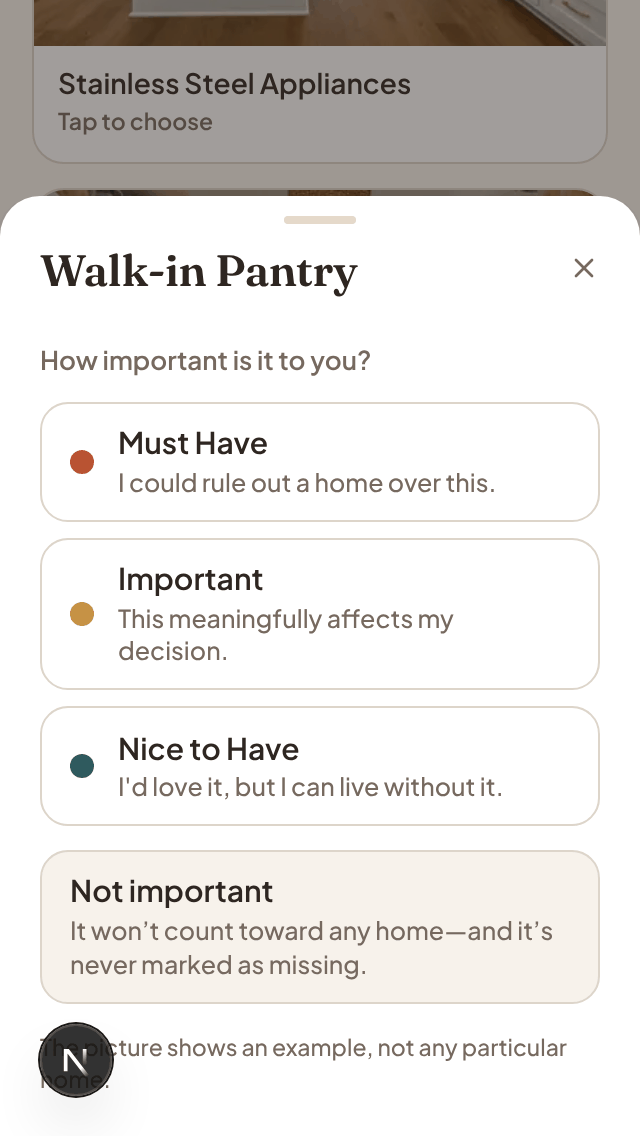 Stainless Steel Appliances
Tap to choose
Walk-in Pantry
How important is it to you?
Must Have
I could rule out a home over this.
Important
This meaningfully affects my
decision.
Nice to Have
I'd love it, but I can live without it.
Not important
It won’t count toward any home—and it’s
never marked as missing.
The picture shows an example, not any particular
home.
N